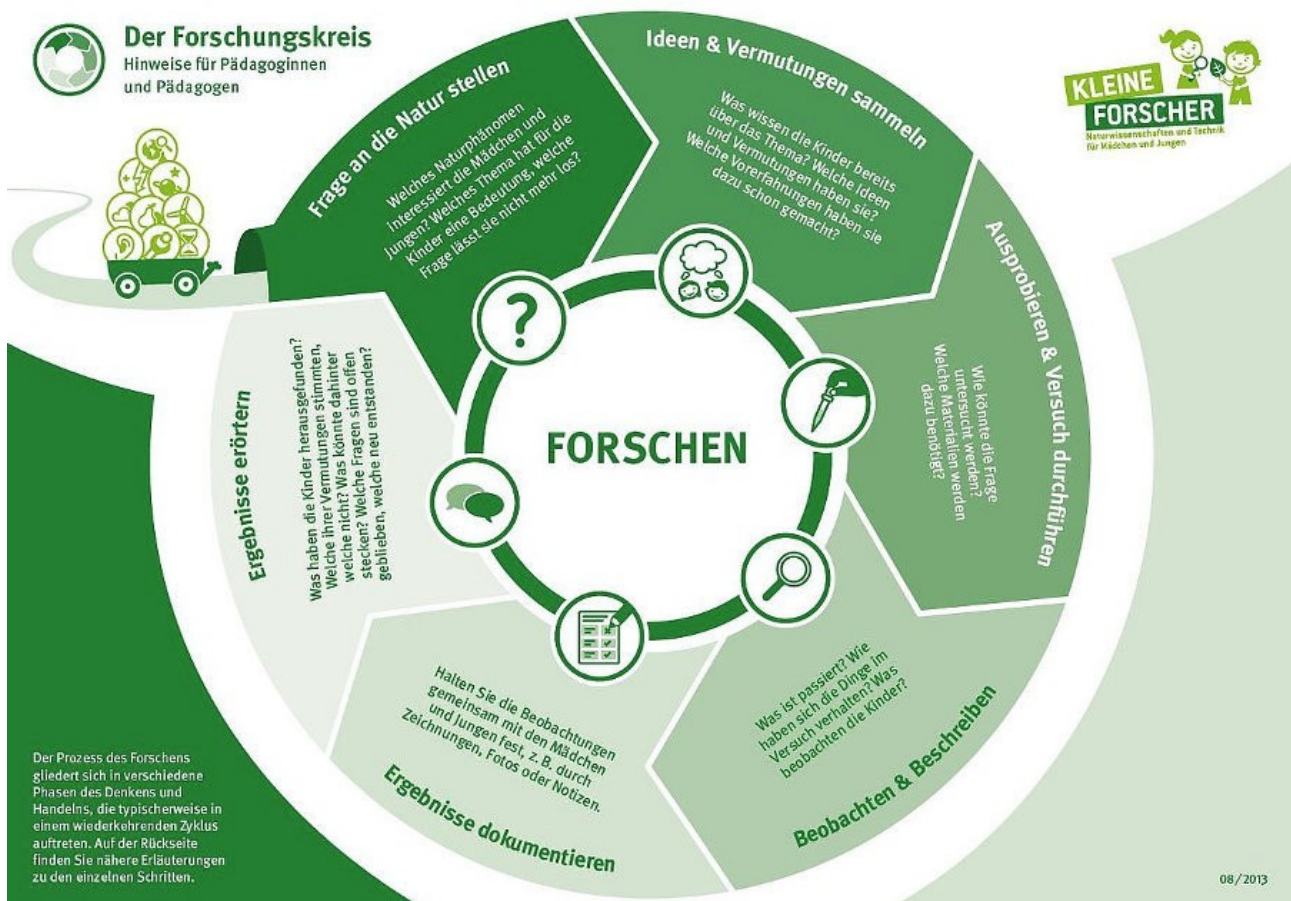 Der Forschungskreis
Hinweise für Pädagoginnen
und Pädagogen
KLEINE
FORSCHER
Naturwissenschaften und Technik
für Mädchen und Jungen
Frage an die Natur stellen
Welches Naturphänomen
interessiert die Mädchen und
Jungen? Welches Thema hat für die
Kinder eine Bedeutung, welche
Frage lässt sie nicht mehr los?
Ideen & Vermutungen sammeln
Was wissen die Kinder bereits
über das Thema? Welche Ideen
und Vermutungen haben sie?
Welche Vorerfahrungen haben sie
dazu schon gemacht?
Ausprobieren & Versuch durchführen
Wie könnte die Frage
untersucht werden?
Welche Materialien werden
dazu benötigt?
Beobachten & Beschreiben
Was ist passiert? Wie
haben sich die Dinge im
Versuch verhalten? Was
beobachten die Kinder?
Ergebnisse dokumentieren
Halten Sie die Beobachtungen
gemeinsam mit den Mädchen
und Jungen fest, z. B. durch
Zeichnungen, Fotos oder Notizen.
Ergebnisse erörtern
Was haben die Kinder herausgefunden?
Welche ihrer Vermutungen stimmten,
welche nicht? Was könnte dahinter
stecken? Welche Fragen sind offen
geblieben, welche neu entstanden?
?
FORSCHEN
Der Prozess des Forschens
gliedert sich in verschiedene
Phasen des Denkens und
Handelns, die typischerweise in
einem wiederkehrenden Zyklus
auftreten. Auf der Rückseite
finden Sie nähere Erläuterungen
zu den einzelnen Schritten.
08/2013